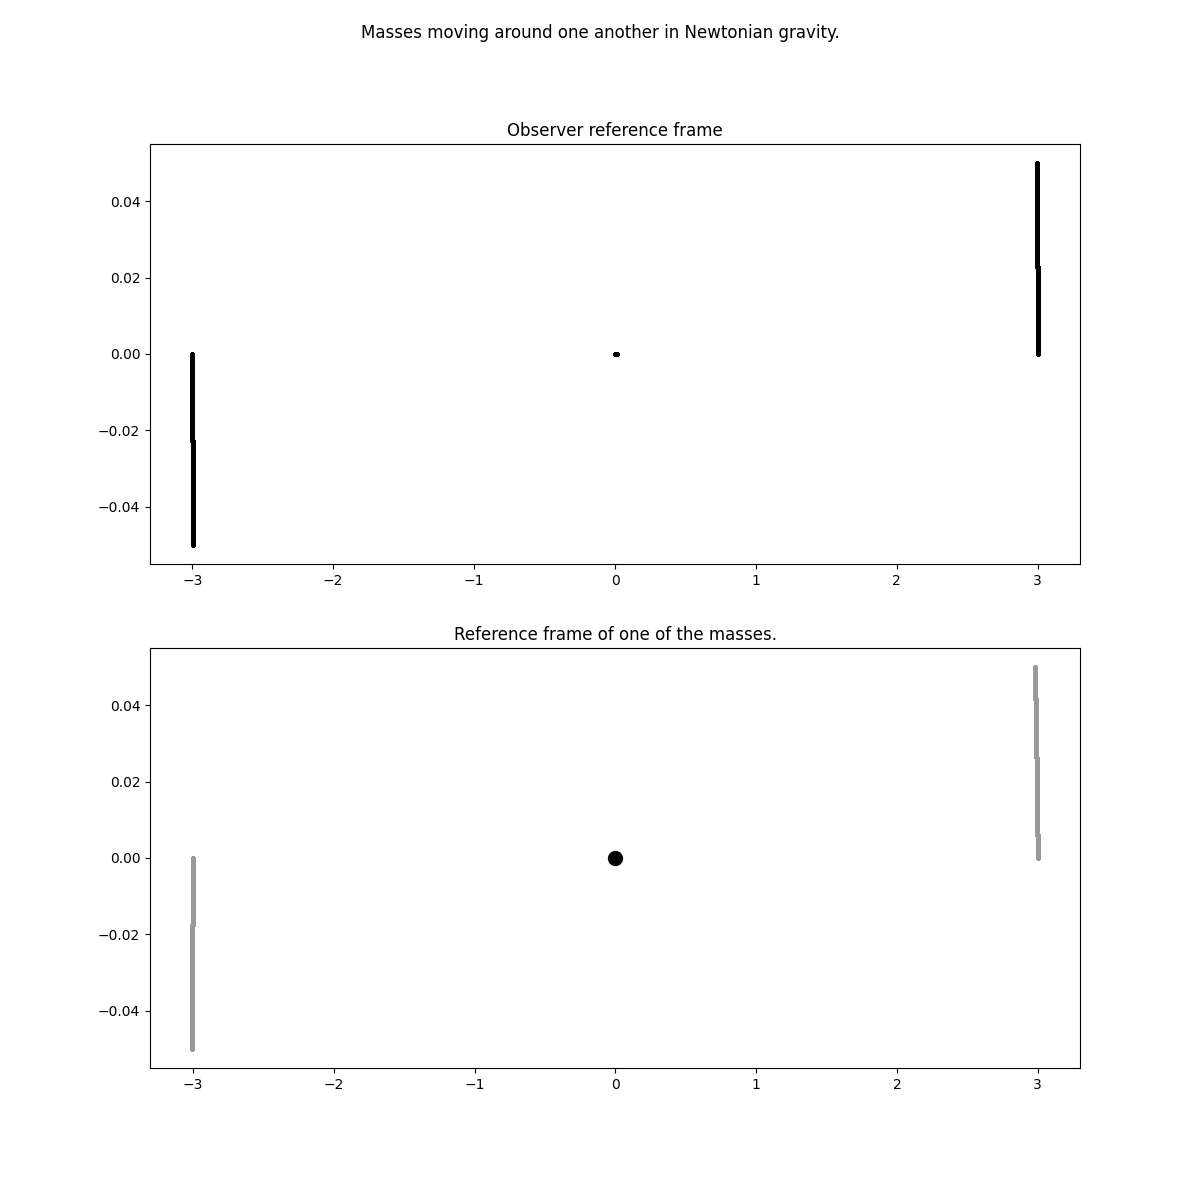 Masses moving around one another in Newtonian gravity.
Observer reference frame
0.04
0.02
0.00
−0.02
−0.04
−3 −2 −1 0 1 2 3
Reference frame of one of the masses.
0.04
0.02
0.00
−0.02
−0.04
−3 −2 −1 0 1 2 3